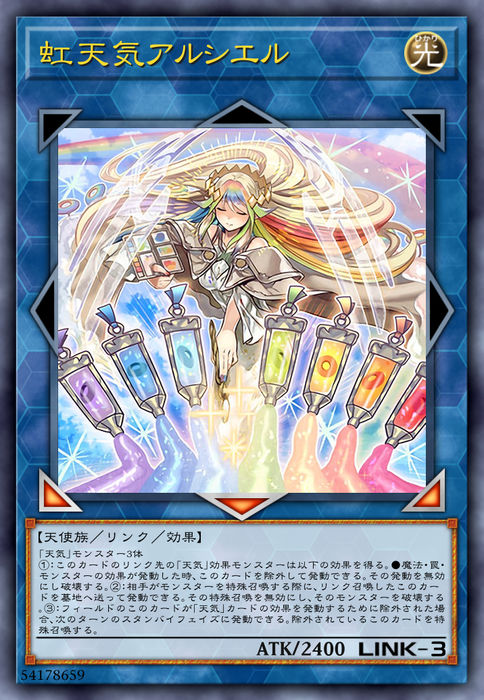 虹天気アルシエル
ひかり
光
【天使族／リンク／効果】
「天気」モンスター3体
①：このカードのリンク先の「天気」効果モンスターは以下の効果を得る。●魔法・罠・
モンスターの効果が発動した時、このカードを除外して発動できる。その発動を無効
にし破壊する。②：相手がモンスターを特殊召喚する際に、リンク召喚したこのカー
ドを墓地へ送って発動できる。その特殊召喚を無効にし、そのモンスターを破壊する。
③：フィールドのこのカードが「天気」カードの効果を発動するために除外された場
合、次のターンのスタンバイフェイズに発動できる。除外されているこのカードを特
殊召喚する。
ATK/2400 LINK-3
54178659